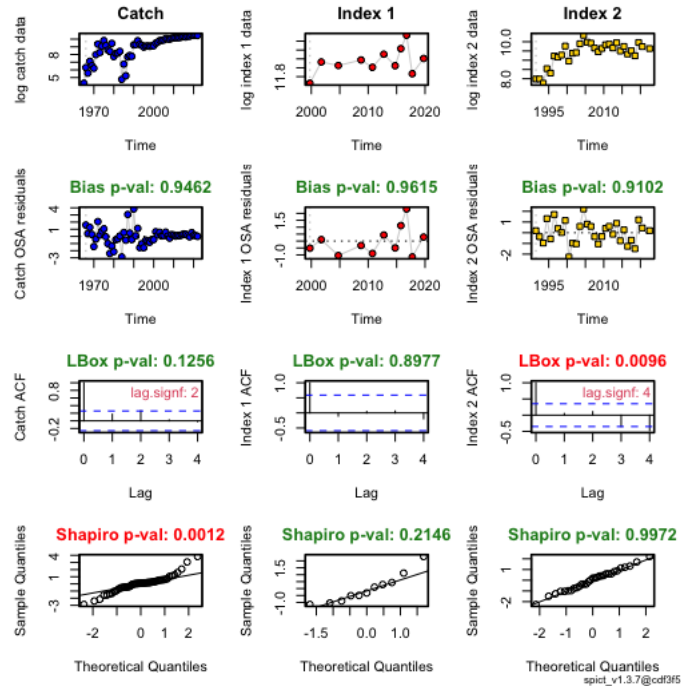 Catch Index 1 Index 2
log catch data
5 8
1970 2000
Time
log index 1 data
11.8
2000 2010 2020
Time
log index 2 data
8.0 10.0
1995 2010
Time
Bias p-val: 0.9462 Bias p-val: 0.9615 Bias p-val: 0.9102
Catch OSA residuals
-3 1 4
1970 2000
Time
Index 1 OSA residuals
-1.0 1.5
2000 2010 2020
Time
Index 2 OSA residuals
-2 1
1995 2010
Time
LBox p-val: 0.1256 LBox p-val: 0.8977 LBox p-val: 0.0096
Catch ACF
-0.2 0.8
lag.signf: 2
0 1 2 3 4
Lag
Index 1 ACF
-0.5 1.0
0 1 2 3 4
Lag
Index 2 ACF
-0.5 1.0
lag.signf: 4
0 1 2 3 4
Lag
Shapiro p-val: 0.0012 Shapiro p-val: 0.2146 Shapiro p-val: 0.9972
Sample Quantiles
-3 1 4
-2 0 1 2
Theoretical Quantiles
Sample Quantiles
-1.0 1.5
-1.5 0.0 1.0
Theoretical Quantiles
Sample Quantiles
-2 1
-2 -1 0 1 2
Theoretical Quantiles
spict_v1.3.7@cdf3f5